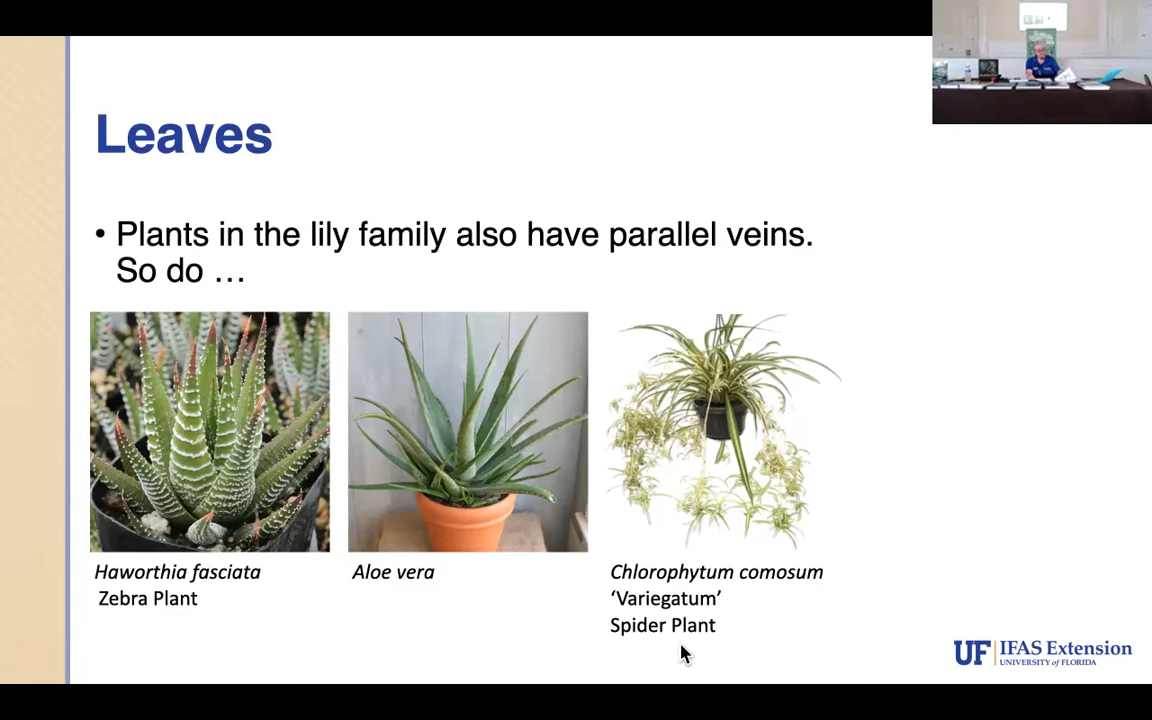 Leaves
• Plants in the lily family also have parallel veins.
So do …
Haworthia fasciata
Zebra Plant
Aloe vera
Chlorophytum comosum
‘Variegatum’
Spider Plant
UF IFAS Extension
UNIVERSITY of FLORIDA